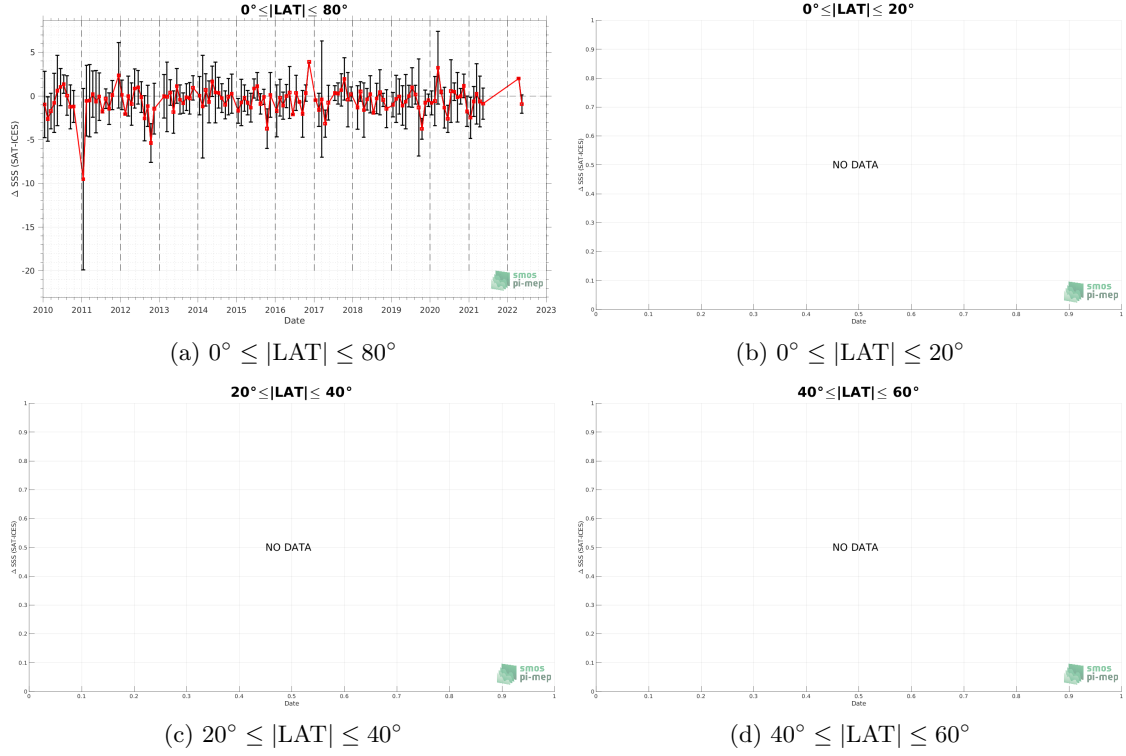 0°≤|LAT|≤ 80°
5
0
-5
-10
-15
-20
Δ SSS (SAT-ICES)
2010 2011 2012 2013 2014 2015 2016 2017 2018 2019 2020 2021 2022 2023
Date
smos
pi-mep
(a) 0° ≤ |LAT| ≤ 80°
0°≤|LAT|≤ 20°
1
0.9
0.8
0.7
0.6
0.5
0.4
0.3
0.2
0.1
0
Δ SSS (SAT-ICES)
NO DATA
0 0.1 0.2 0.3 0.4 0.5 0.6 0.7 0.8 0.9 1
Date
smos
pi-mep
(b) 0° ≤ |LAT| ≤ 20°
20°≤|LAT|≤ 40°
1
0.9
0.8
0.7
0.6
0.5
0.4
0.3
0.2
0.1
0
Δ SSS (SAT-ICES)
NO DATA
0 0.1 0.2 0.3 0.4 0.5 0.6 0.7 0.8 0.9 1
Date
smos
pi-mep
(c) 20° ≤ |LAT| ≤ 40°
40°≤|LAT|≤ 60°
1
0.9
0.8
0.7
0.6
0.5
0.4
0.3
0.2
0.1
0
Δ SSS (SAT-ICES)
NO DATA
0 0.1 0.2 0.3 0.4 0.5 0.6 0.7 0.8 0.9 1
Date
smos
pi-mep
(d) 40° ≤ |LAT| ≤ 60°